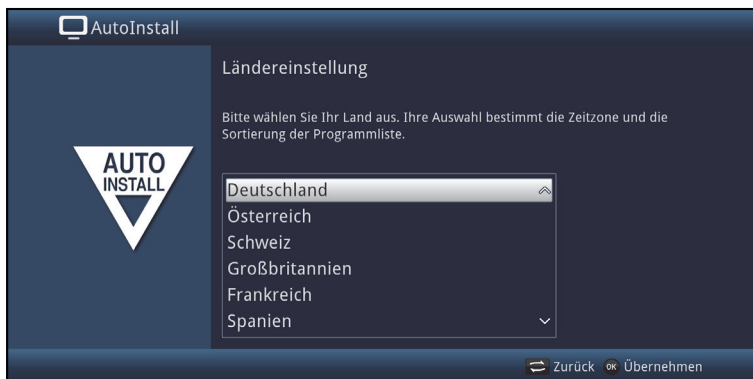 AutoInstall
Ländereinstellung
Bitte wählen Sie Ihr Land aus. Ihre Auswahl bestimmt die Zeitzone und die
Sortierung der Programmliste.
AUTO
INSTALL
Deutschland
Österreich
Schweiz
Großbritannien
Frankreich
Spanien
Zurück OK Übernehmen